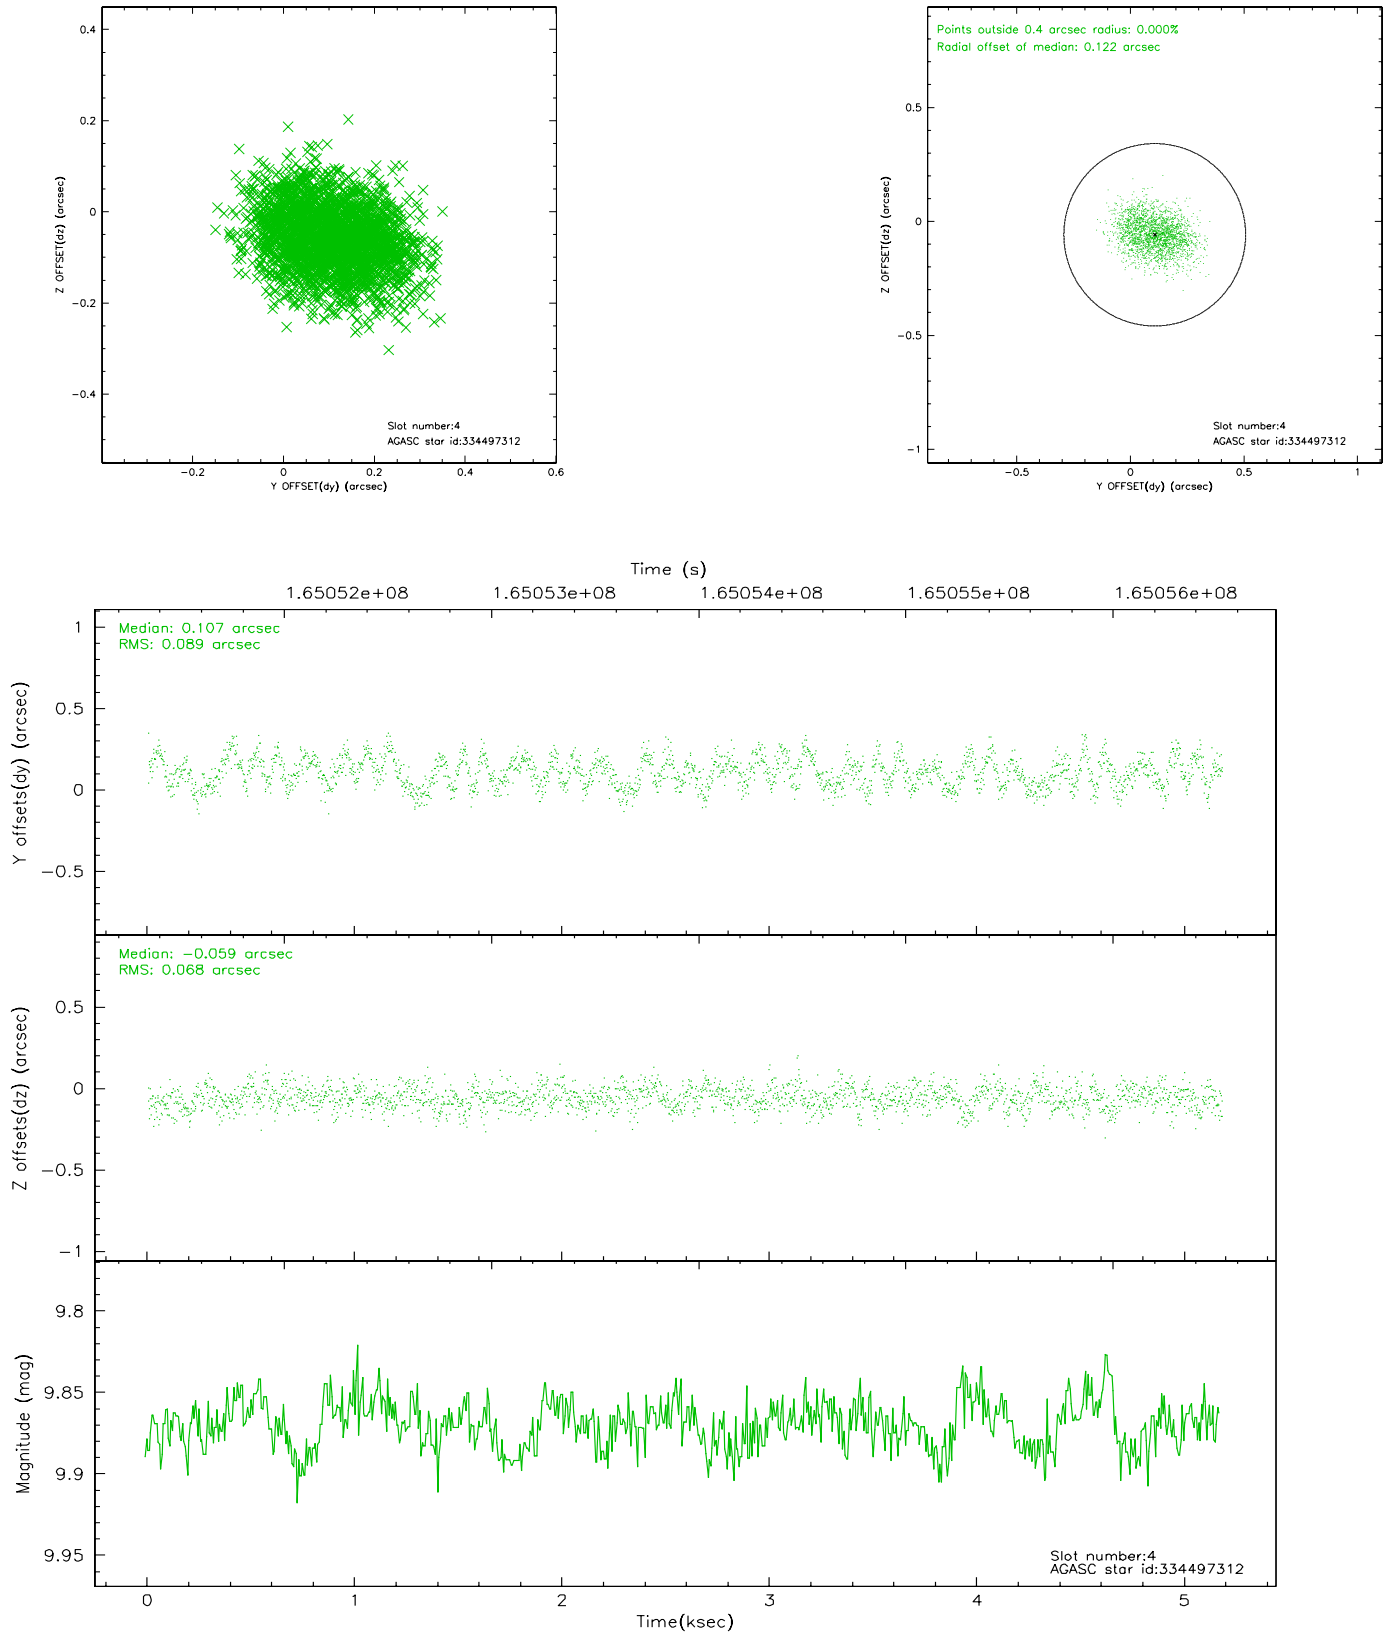 0.4
0.2
0
−0.2
−0.4
Z OFFSET(dz) (arcsec)
Slot number:4
AGASC star id:334497312
−0.2 0 0.2 0.4 0.6
Y OFFSET(dy) (arcsec)
Points outside 0.4 arcsec radius: 0.000%
Radial offset of median: 0.122 arcsec
0.5
0
−0.5
−1
Z OFFSET(dz) (arcsec)
Slot number:4
AGASC star id:334497312
−0.5 0 0.5 1
Y OFFSET(dy) (arcsec)
Time (s)
1.65052e+08 1.65053e+08 1.65054e+08 1.65055e+08 1.65056e+08
Median: 0.107 arcsec
RMS: 0.089 arcsec
1
0.5
0
−0.5
Y offsets(dy) (arcsec)
Median: −0.059 arcsec
RMS: 0.068 arcsec
0.5
0
−0.5
−1
Z offsets(dz) (arcsec)
9.8
9.85
9.9
9.95
Magnitude (mag)
Slot number:4
AGASC star id:334497312
0 1 2 3 4 5
Time(ksec)